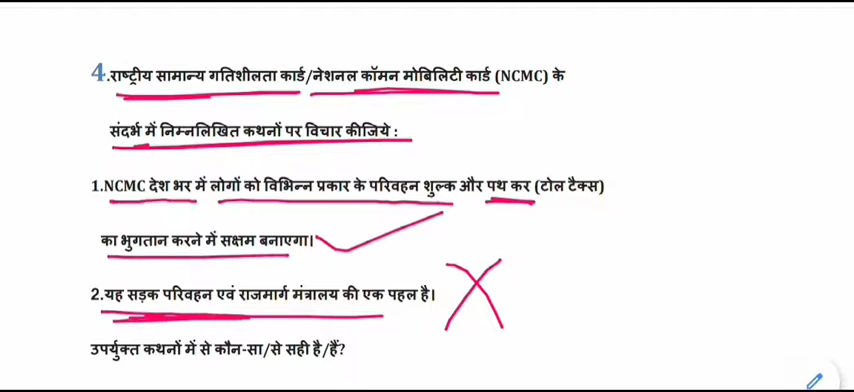 4.राष्ट्रीय सामान्य गतिशीलता कार्ड/नेशनल कॉमन मोबिलिटी कार्ड (NCMC) के
संदर्भ में निम्नलिखित कथनों पर विचार कीजिये :
1.NCMC देश भर में लोगों को विभिन्न प्रकार के परिवहन शुल्क और पथ कर (टोल टैक्स)
का भुगतान करने में सक्षम बनाएगा।
2.यह सड़क परिवहन एवं राजमार्ग मंत्रालय की एक पहल है।
उपर्युक्त कथनों में से कौन-सा/से सही है/हैं?